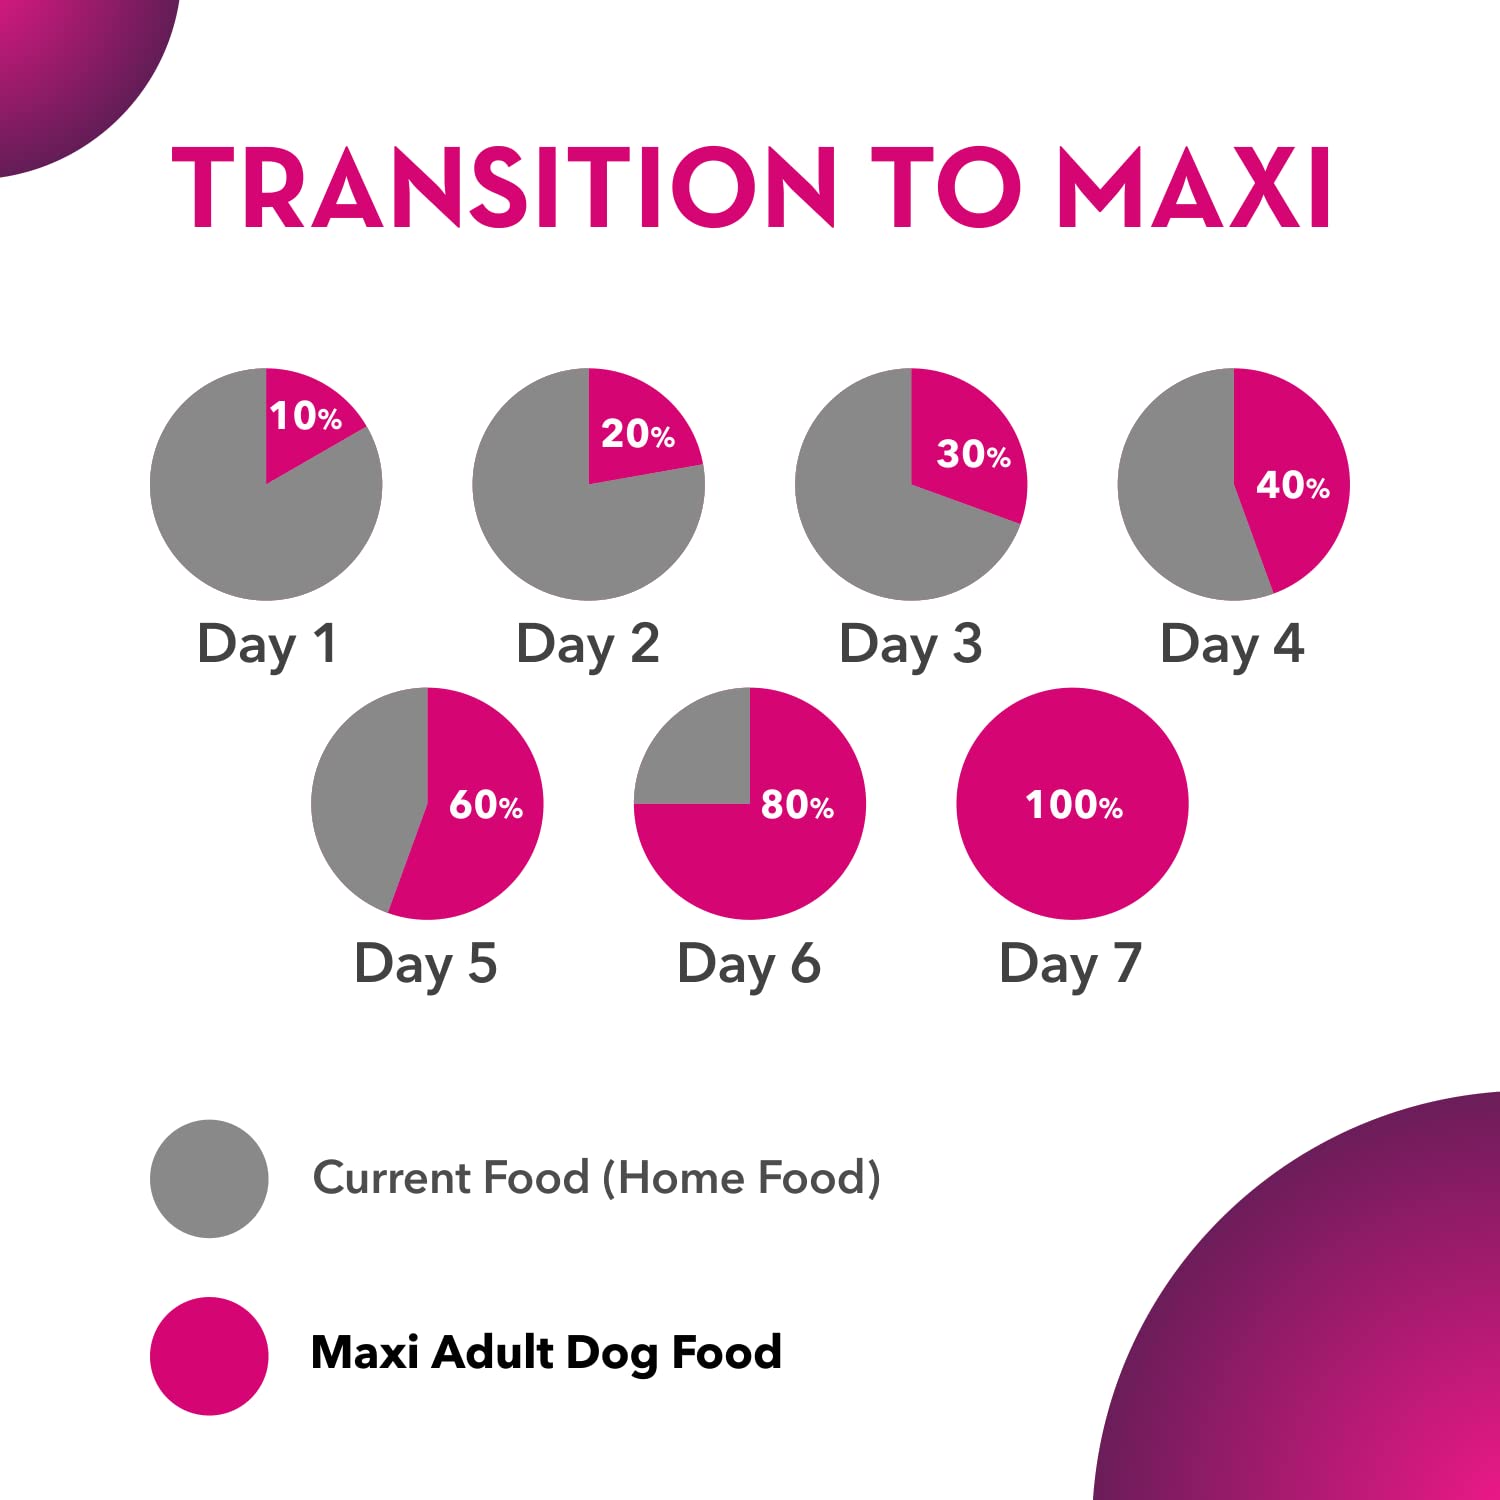 TRANSITION TO MAXI
10%
20%
30%
40%
Day 1
Day 2
Day 3
Day 4
60%
80%
100%
Day 5
Day 6
Day 7
Current Food (Home Food)
Maxi Adult Dog Food